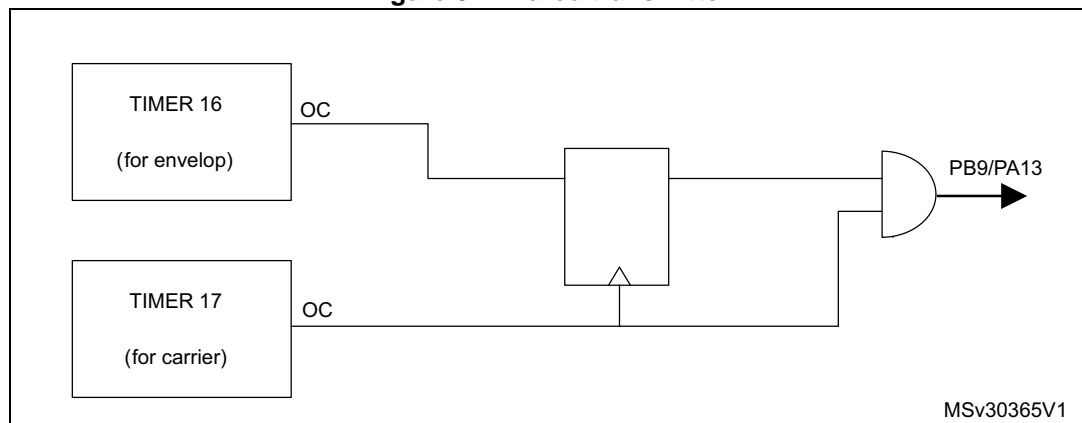 TIMER 16
(for envelop)
OC
PB9/PA13
TIMER 17
(for carrier)
OC
MSv30365V1